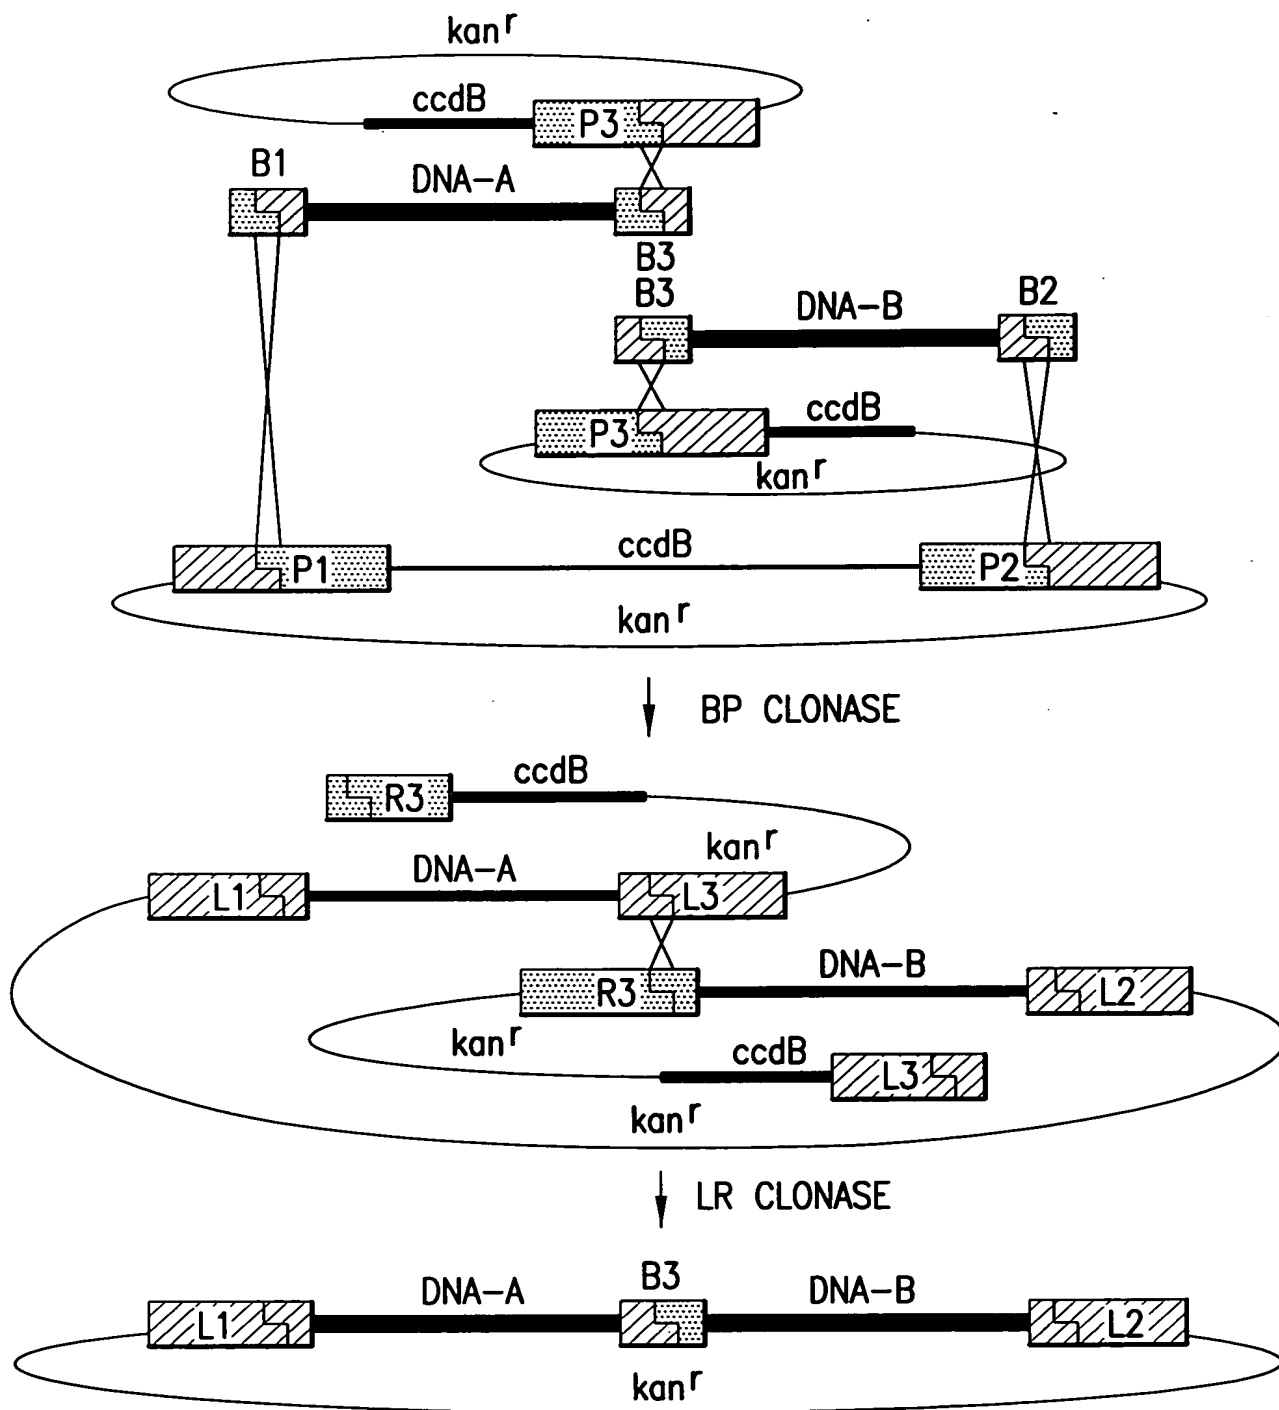 kanʳ
ccdB
P3
B1
DNA-A
B3
B3
DNA-B
B2
P3
ccdB
kanʳ
ccdB
P1
P2
kanʳ
BP CLONASE
R3
ccdB
kanʳ
L1
DNA-A
L3
R3
DNA-B
L2
kanʳ
ccdB
L3
kanʳ
LR CLONASE
L1
DNA-A
B3
DNA-B
L2
kanʳ